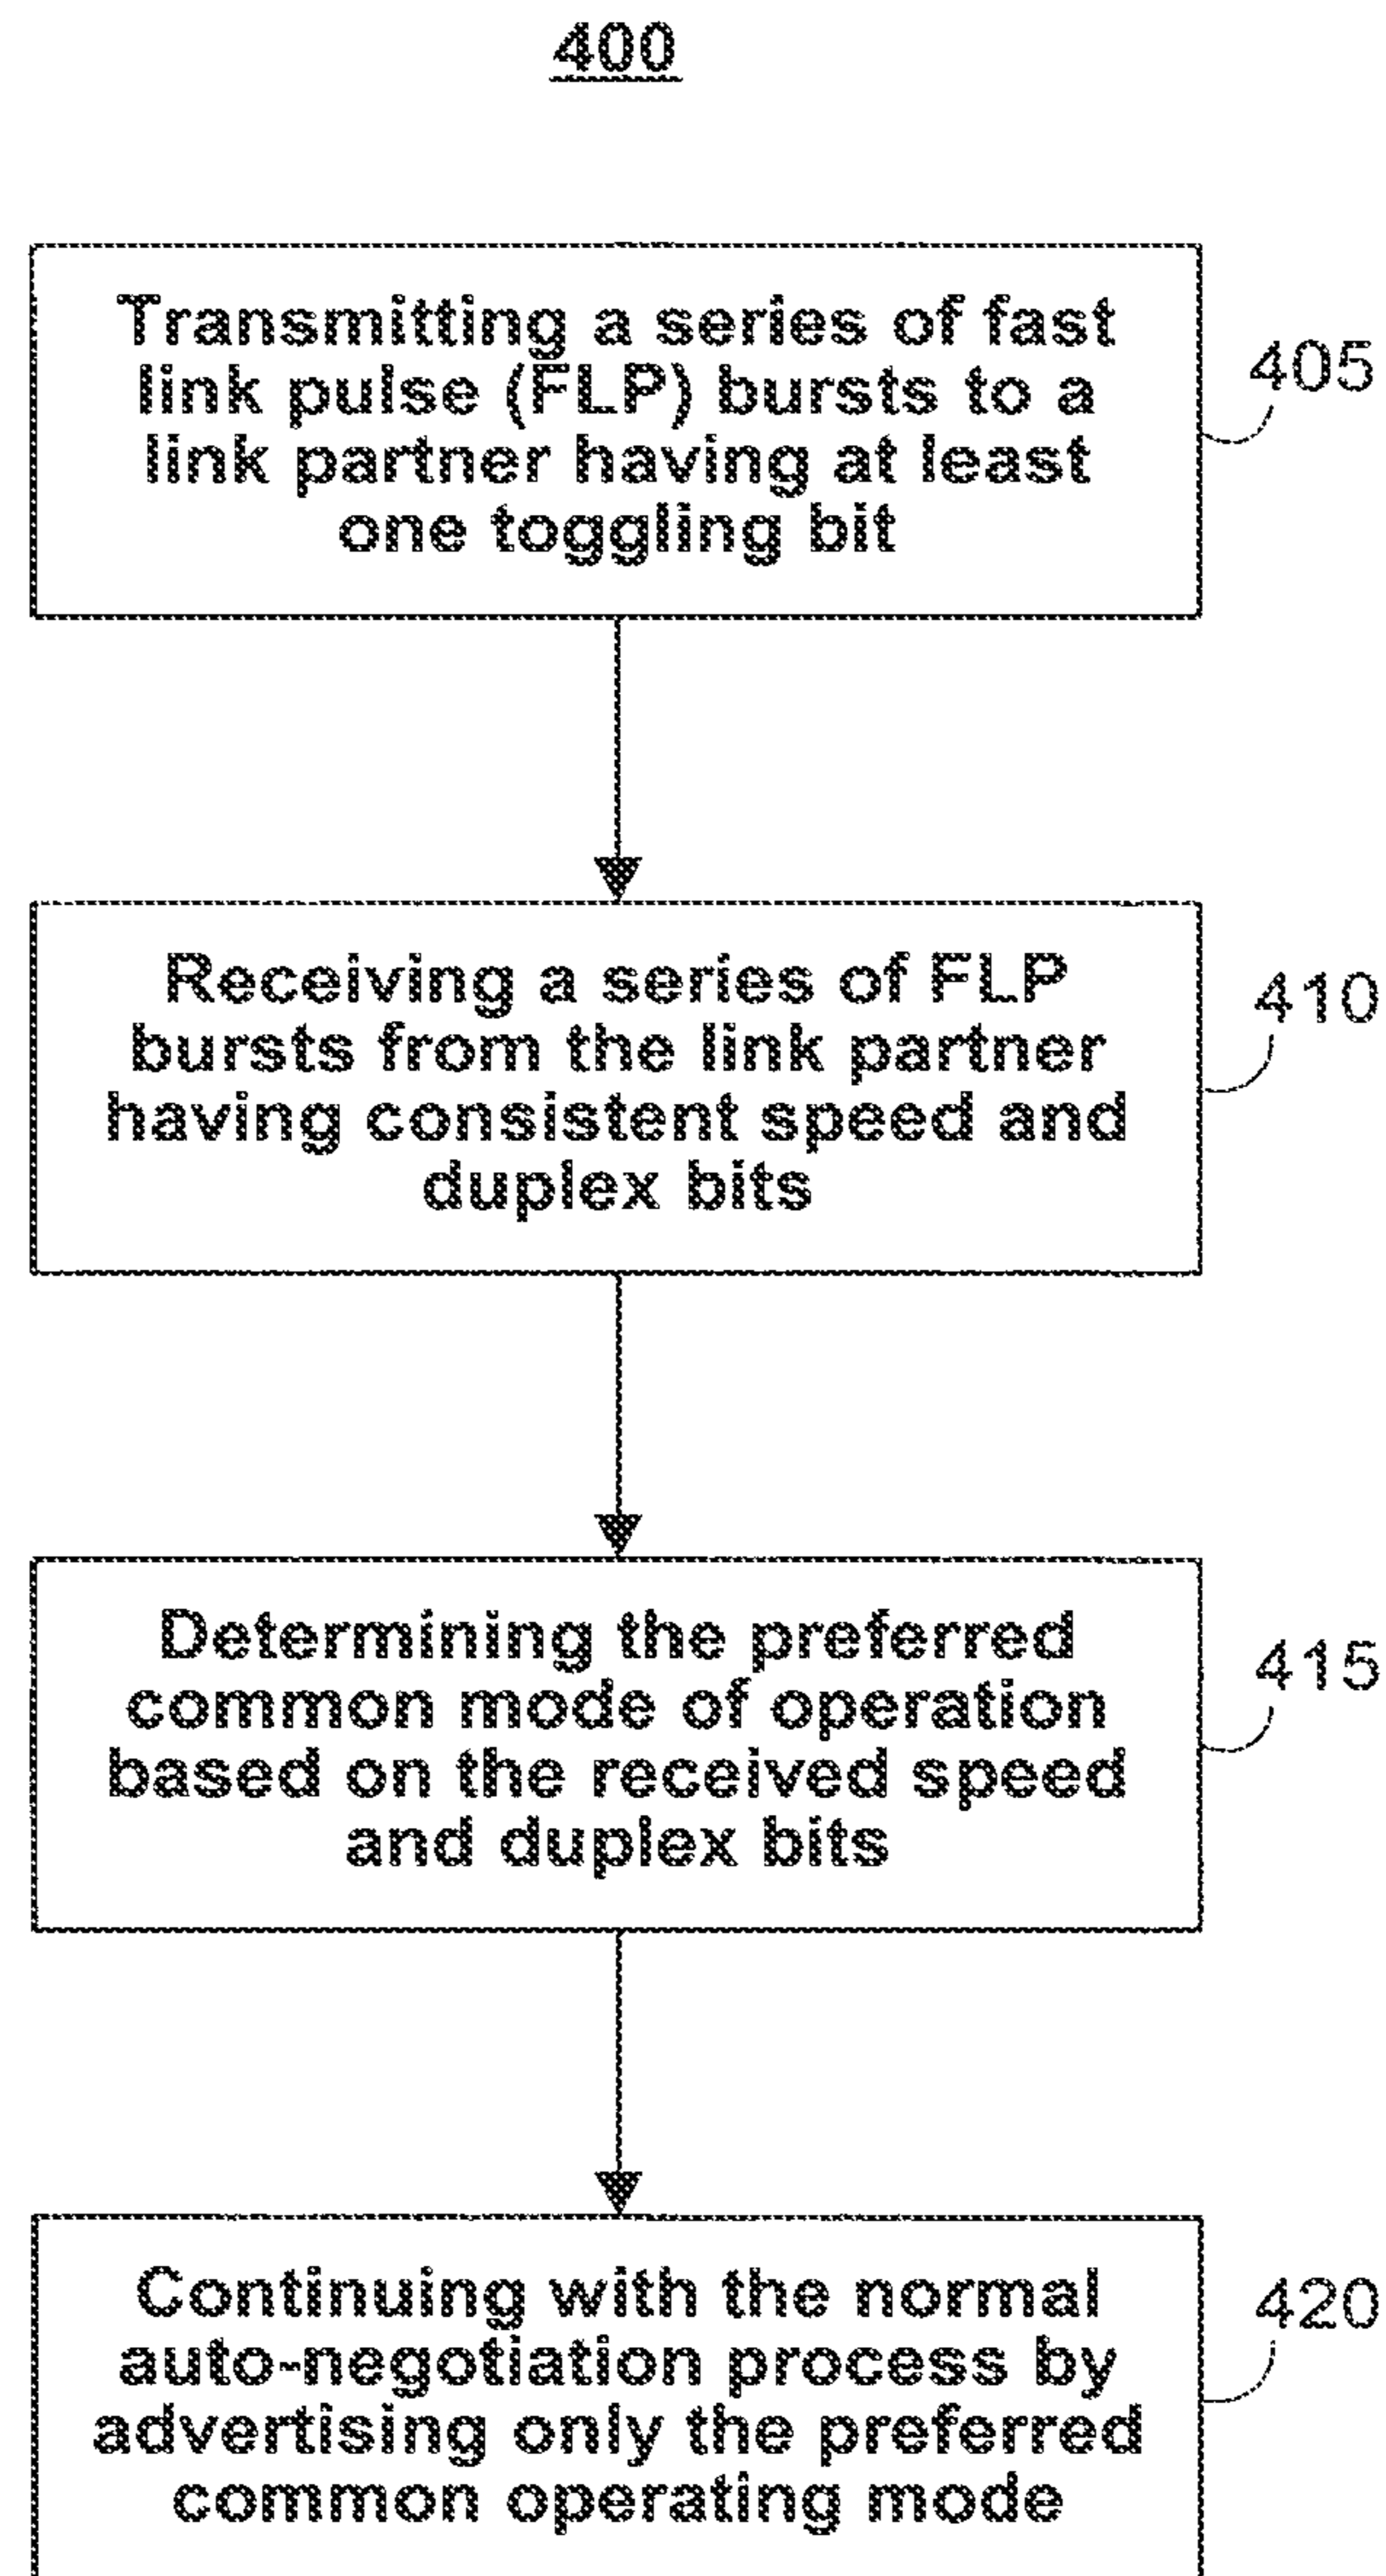 400
Transmitting a series of fast
link pulse (FLP) bursts to a
link partner having at least
one toggling bit
405
Receiving a series of FLP
bursts from the link partner
having consistent speed and
duplex bits
410
Determining the preferred
common mode of operation
based on the received speed
and duplex bits
415
Continuing with the normal
auto-negotiation process by
advertising only the preferred
common operating mode
420